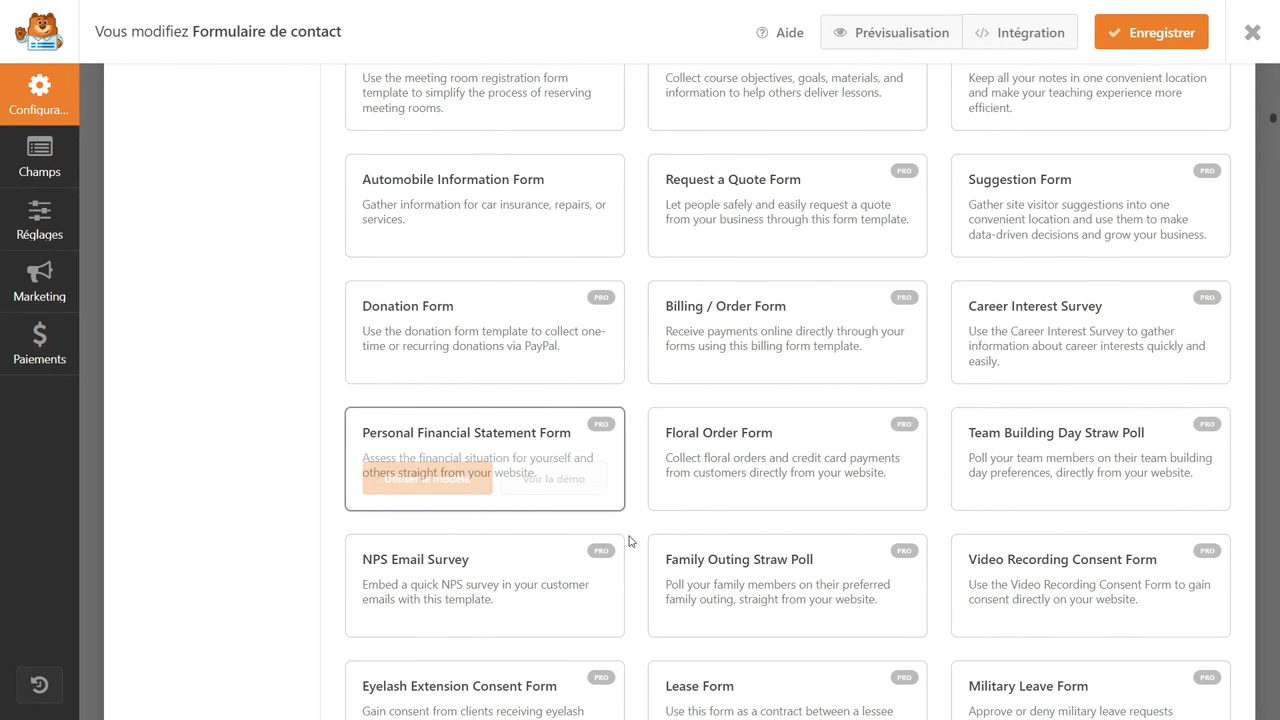 Vous modifiez Formulaire de contact
Aide
Prévisualisation
Intégration
Enregistrer
Configura...
Champs
Réglages
Marketing
Paiements
Use the meeting room registration form
template to simplify the process of reserving
meeting rooms.
Collect course objectives, goals, materials, and
information to help others deliver lessons.
Keep all your notes in one convenient location
and make your teaching experience more
efficient.
Automobile Information Form
Gather information for car insurance, repairs, or
services.
Request a Quote Form
PRO
Let people safely and easily request a quote
from your business through this form template.
Suggestion Form
PRO
Gather site visitor suggestions into one
convenient location and use them to make
data-driven decisions and grow your business.
Donation Form
PRO
Use the donation form template to collect one-
time or recurring donations via PayPal.
Billing / Order Form
PRO
Receive payments online directly through your
forms using this billing form template.
Career Interest Survey
PRO
Use the Career Interest Survey to gather
information about career interests quickly and
easily.
Personal Financial Statement Form
PRO
Assess the financial situation for yourself and
others straight from your website.
Utiliser le modèle
Voir la démo
Floral Order Form
PRO
Collect floral orders and credit card payments
from customers directly from your website.
Team Building Day Straw Poll
PRO
Poll your team members on their team building
day preferences, directly from your website.
NPS Email Survey
PRO
Embed a quick NPS survey in your customer
emails with this template.
Family Outing Straw Poll
PRO
Poll your family members on their preferred
family outing, straight from your website.
Video Recording Consent Form
PRO
Use the Video Recording Consent Form to gain
consent directly on your website.
Eyelash Extension Consent Form
PRO
Gain consent from clients receiving eyelash
Lease Form
PRO
Use this form as a contract between a lessee
Military Leave Form
PRO
Approve or deny military leave requests